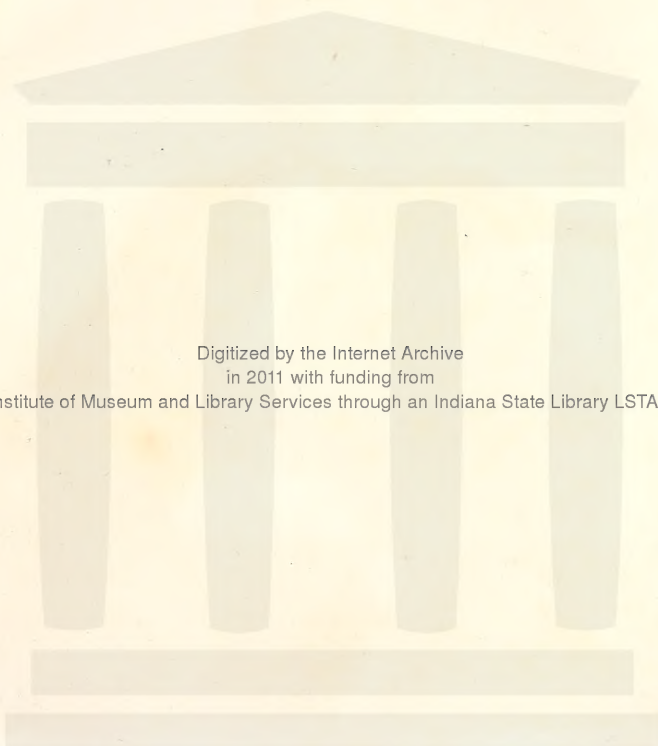 Digitized by the Internet Archive
in 2011 with funding from
nstitute of Museum and Library Services through an Indiana State Library LSTA